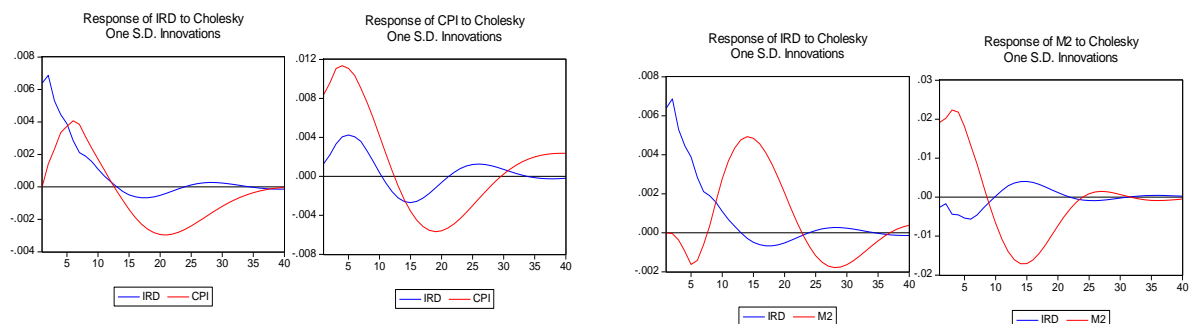 Response of IRD to Cholesky
One S.D. Innovations
.008
.006
.004
.002
.000
-.002
-.004
5 10 15 20 25 30 35 40
IRD CPI
Response of CPI to Cholesky
One S.D. Innovations
.012
.008
.004
.000
-.004
-.008
5 10 15 20 25 30 35 40
IRD CPI
Response of IRD to Cholesky
One S.D. Innovations
.008
.006
.004
.002
.000
-.002
5 10 15 20 25 30 35 40
IRD M2
Response of M2 to Cholesky
One S.D. Innovations
.03
.02
.01
.00
-.01
-.02
5 10 15 20 25 30 35 40
IRD M2